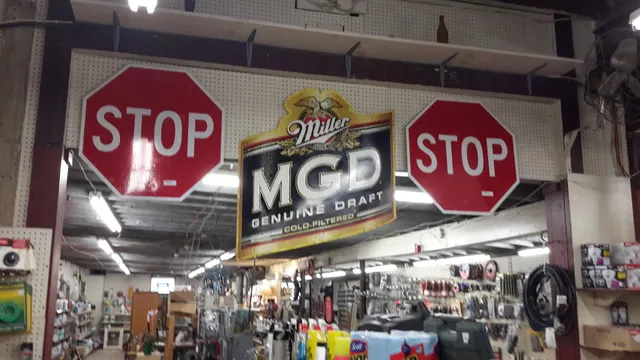 STOP
Miller
MGD
GENUINE DRAFT
COLD-FILTERED
STOP